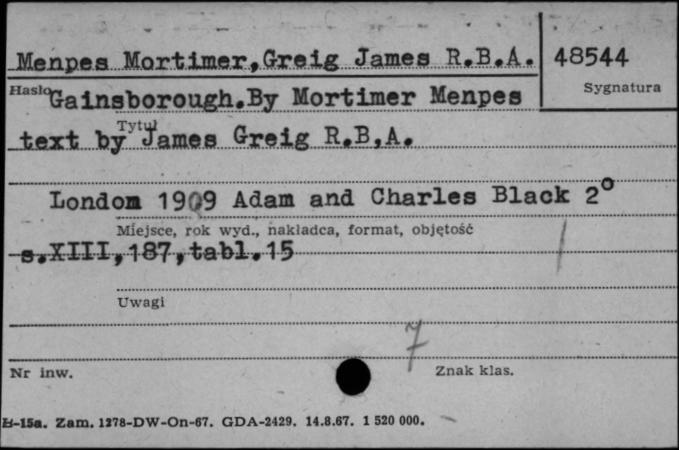 Menpes Mortimer,Greig James R.B.A.
48544
Sygnatura
Hasło
Gainsborough.By Mortimer Menpes
Tytuł
text by James Greig R.B,A.
London 1909 Adam and Charles Black 2°
Miejsce, rok wyd., nakładca, format, objętość
s.XIII,187,tabl.15
Uwagi
7
Nr inw.
Znak klas.
H-15a. Zam. 1278-DW-On-67. GDA-2429. 14.8.67. 1 520 000.